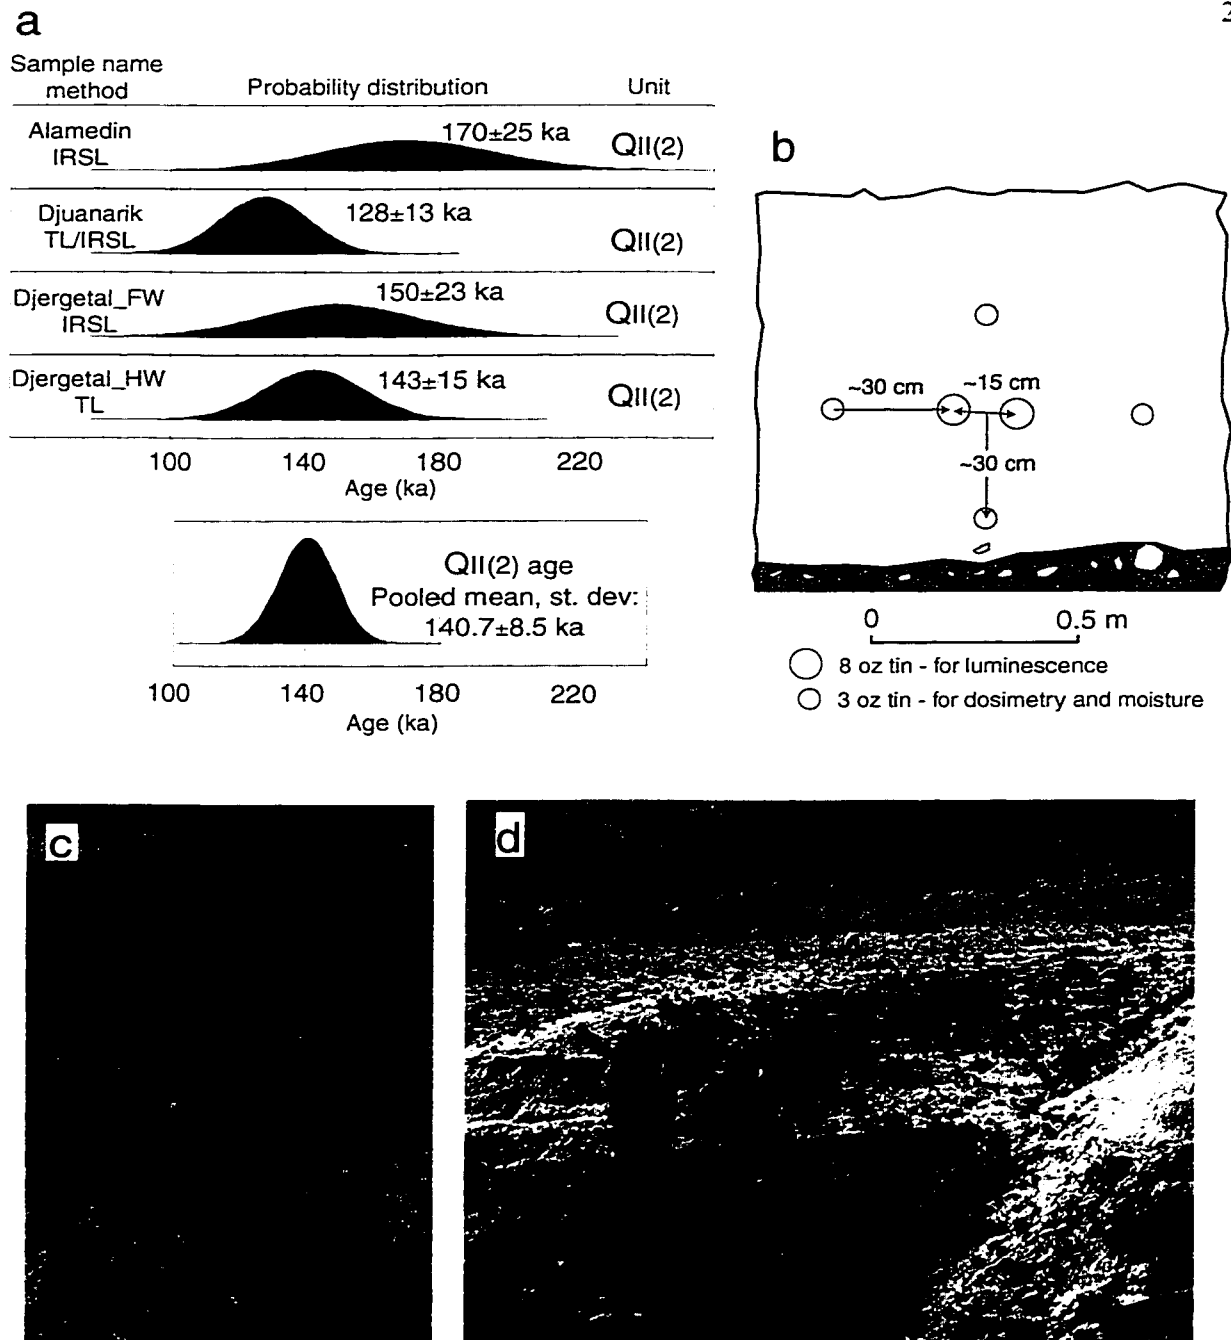 a
2
Sample name
method
Probability distribution
Unit
Alamedin
IRSL
170±25 ka
QII(2)
Djuanarik
TL/IRSL
128±13 ka
QII(2)
Djergetal_FW
IRSL
150±23 ka
QII(2)
Djergetal_HW
TL
143±15 ka
QII(2)
100 140 180 220
Age (ka)
QII(2) age
Pooled mean, st. dev:
140.7±8.5 ka
100 140 180 220
Age (ka)
b
~30 cm
~15 cm
~30 cm
0 0.5 m
8 oz tin - for luminescence
3 oz tin - for dosimetry and moisture
c
d